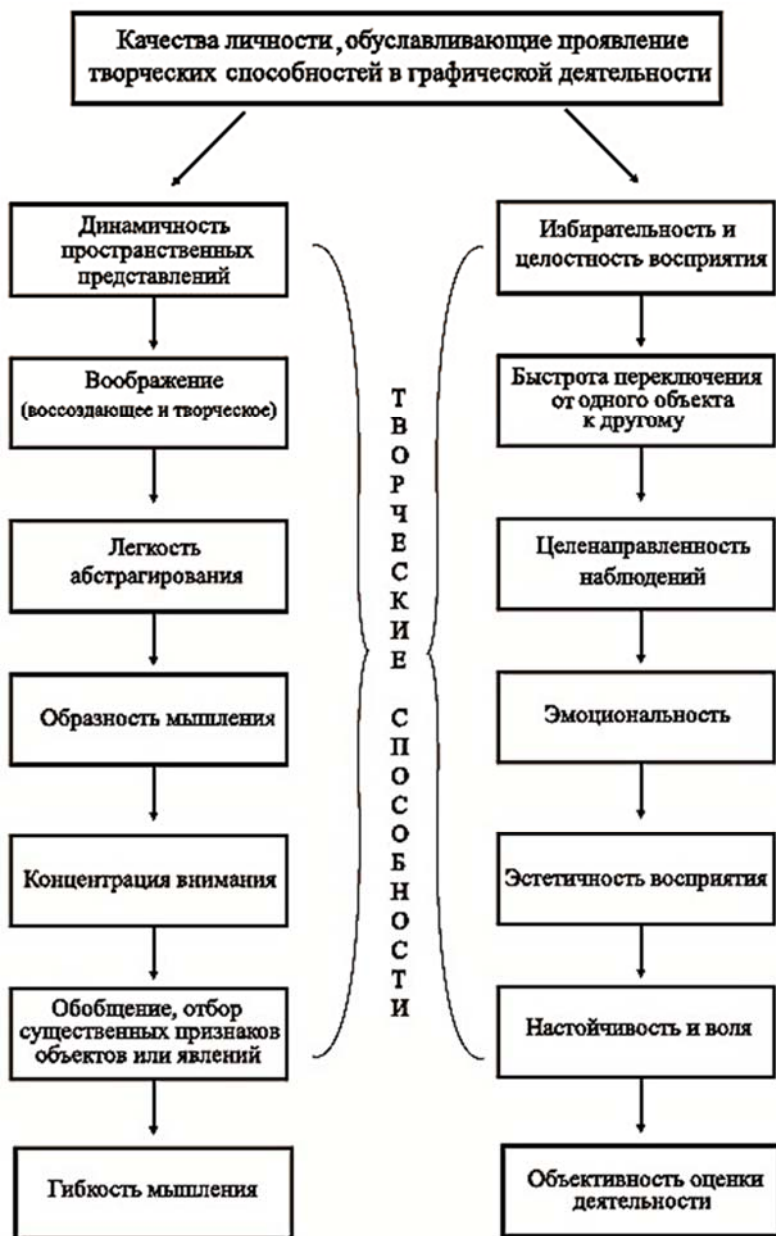 Качества личности, обуславливающие проявление
творческих способностей в графической деятельности
Динамичность
пространственных
представлений
Воображение
(воссоздающее и творческое)
Легкость
абстрагирования
Образность мышления
Концентрация внимания
Обобщение, отбор
существенных признаков
объектов или явлений
Гибкость мышления
ТВОРЧЕСКИЕ СПОСОБНОСТИ
Избирательность и
целостность восприятия
Быстрота переключения
от одного объекта
к другому
Целенаправленность
наблюдений
Эмоциональность
Эстетичность восприятия
Настойчивость и воля
Объективность оценки
деятельности